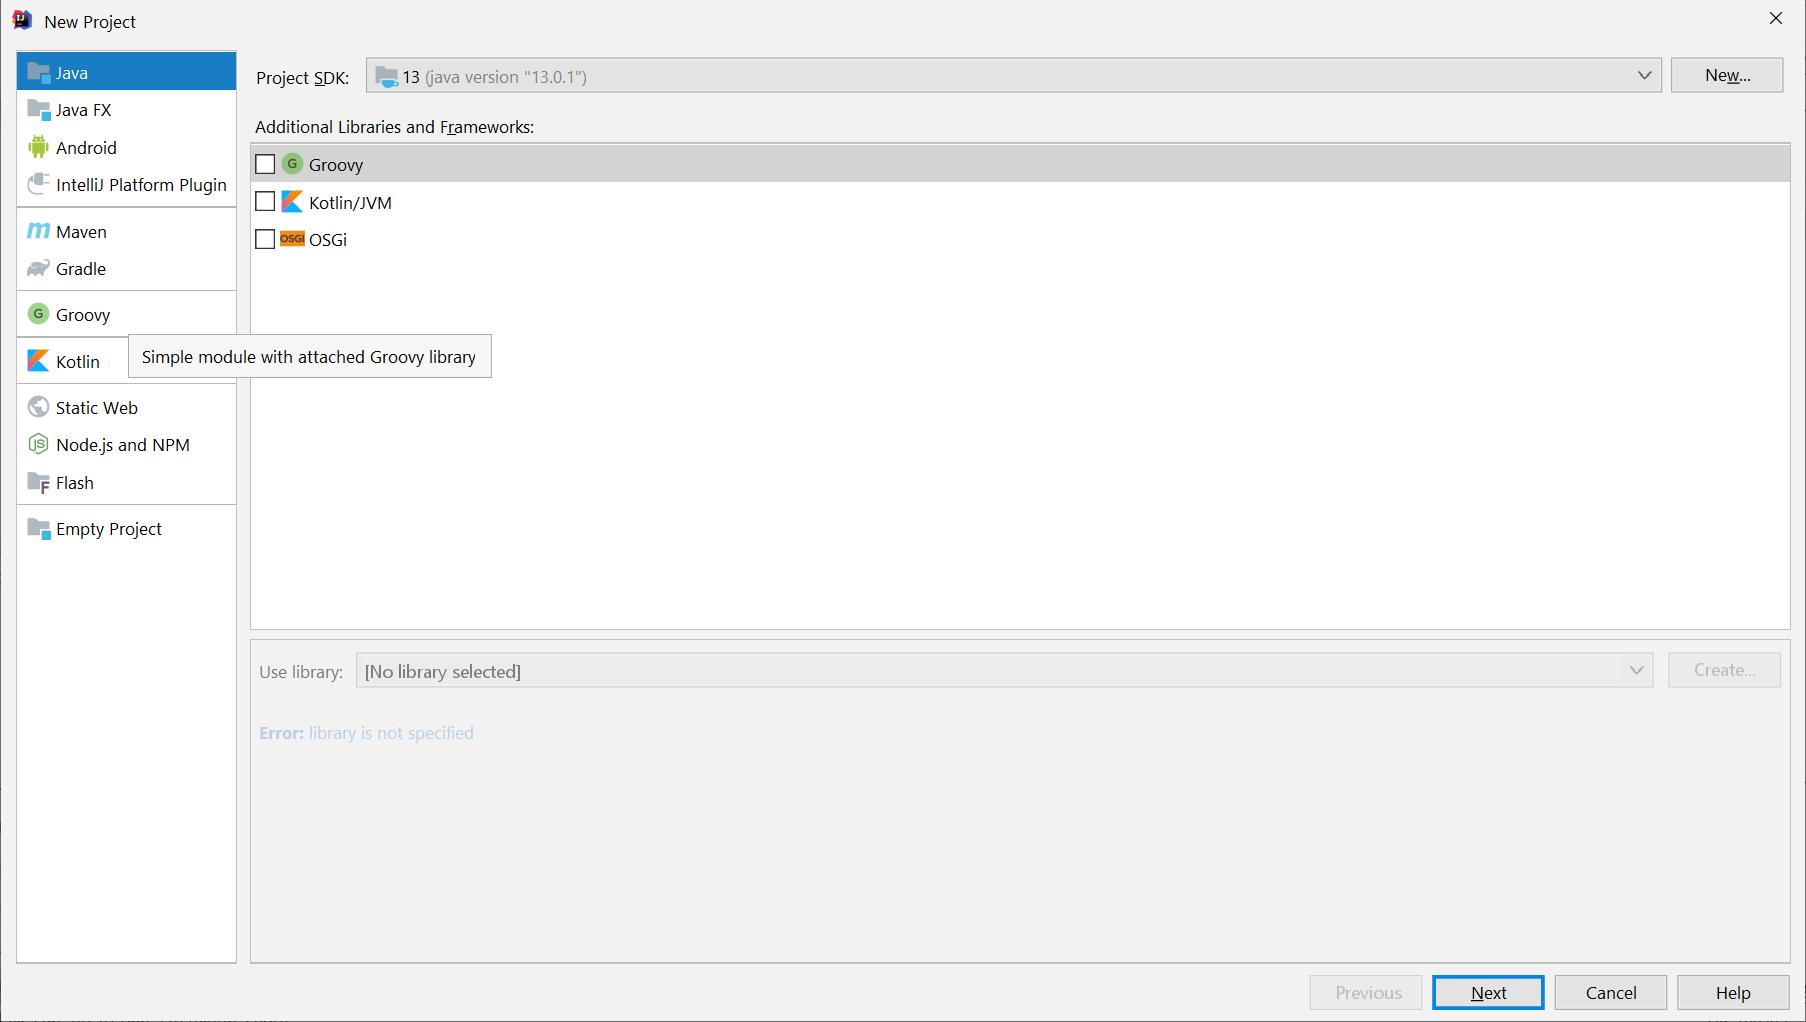 New Project
Java
Java FX
Android
IntelliJ Platform Plugin
Maven
Gradle
Groovy
Kotlin
Static Web
Node.js and NPM
Flash
Empty Project
Simple module with attached Groovy library
Project SDK: 13 (java version "13.0.1") New...
Additional Libraries and Frameworks:
Groovy
Kotlin/JVM
OSGi
Use library: [No library selected] Create...
Error: library is not specified
Previous Next Cancel Help